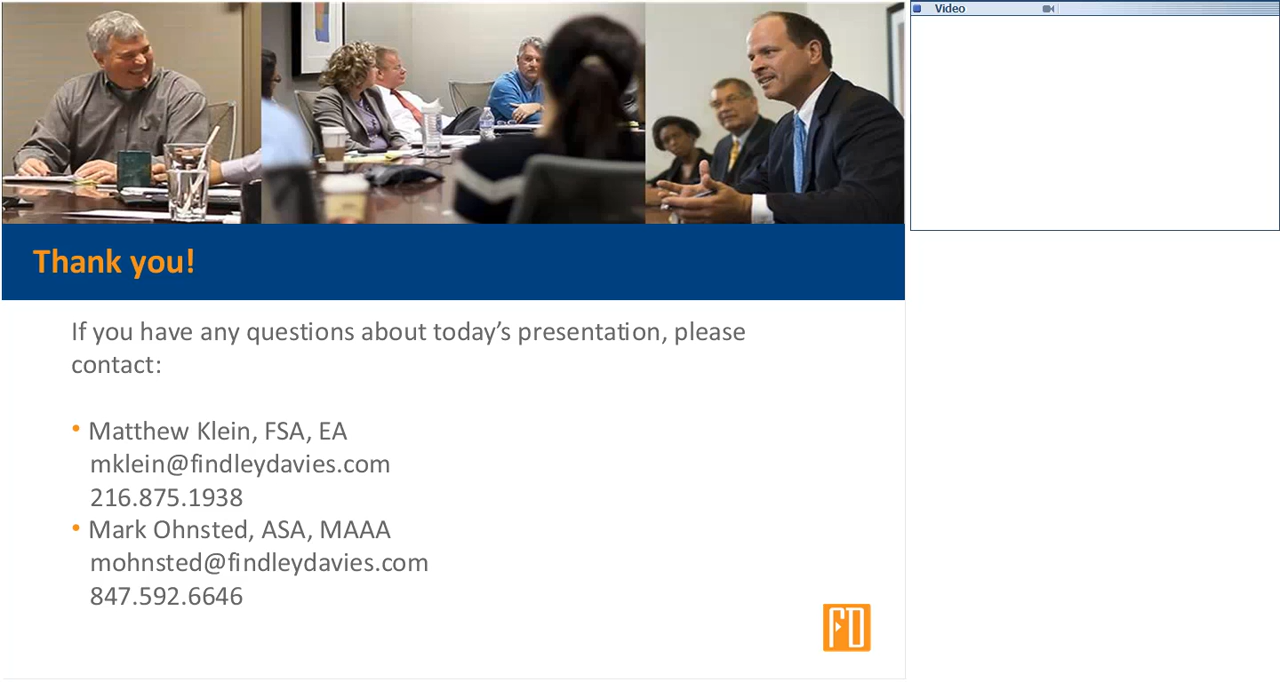 Video
Thank you!
If you have any questions about today’s presentation, please
contact:
• Matthew Klein, FSA, EA
mklein@findleydavies.com
216.875.1938
• Mark Ohnsted, ASA, MAAA
mohnsted@findleydavies.com
847.592.6646
FD